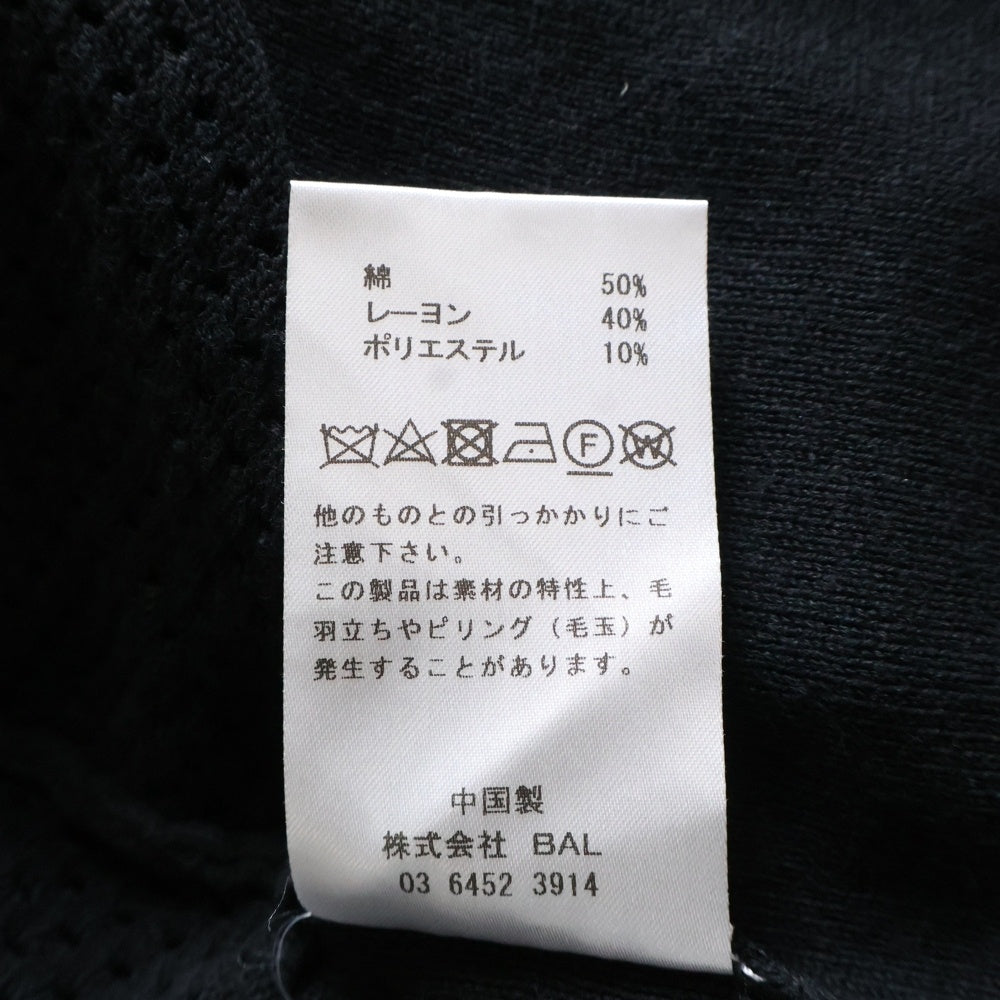 綿 50%
レーヨン 40%
ポリエステル 10%
F W
他のものとの引っかかりにご
注意下さい。
この製品は素材の特性上、毛
羽立ちやピリング（毛玉）が
発生することがあります。
中国製
株式会社 BAL
03 6452 3914